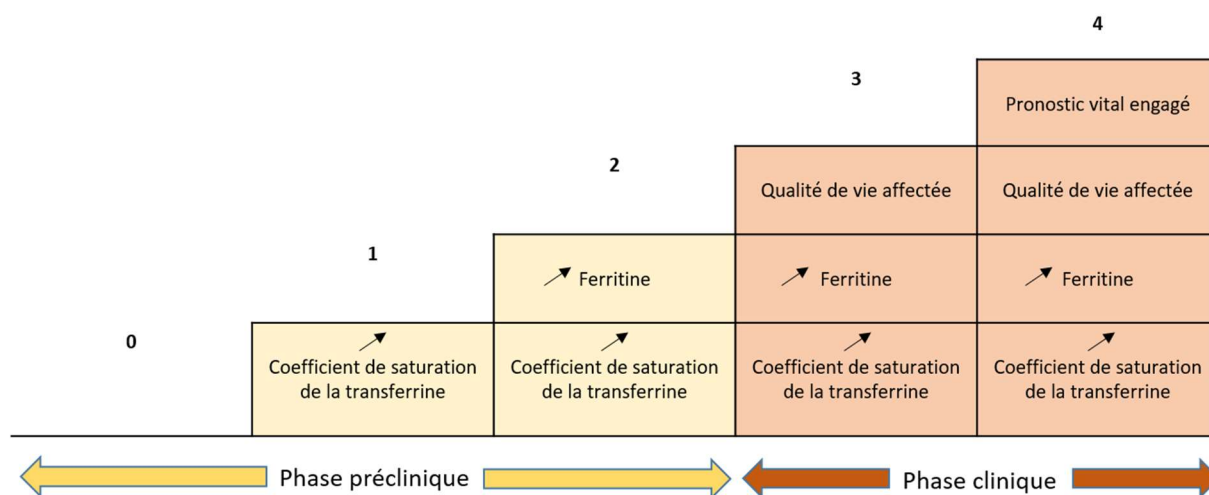 4
3
Pronostic vital engagé
2
Qualité de vie affectée
Qualité de vie affectée
1
Ferritine
Ferritine
Ferritine
0
Coefficient de saturation
de la transferrine
Coefficient de saturation
de la transferrine
Coefficient de saturation
de la transferrine
Coefficient de saturation
de la transferrine
Phase préclinique
Phase clinique